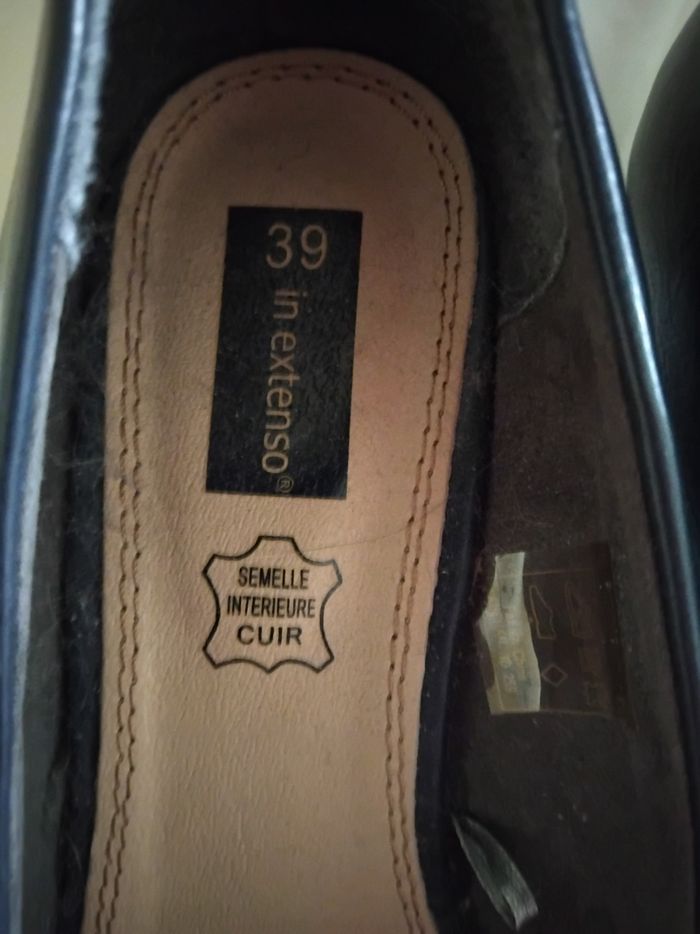 39
in extenso®
SEMELLE
INTERIEURE
CUIR